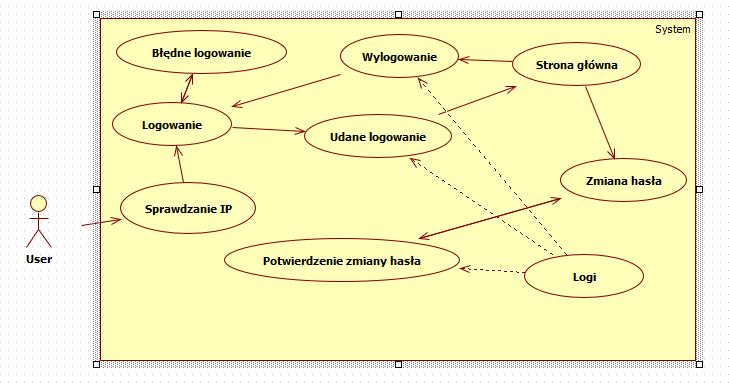 System
Błędne logowanie
Wylogowanie
Strona główna
Logowanie
Udane logowanie
Zmiana hasła
Sprawdzanie IP
User
Potwierdzenie zmiany hasła
Logi